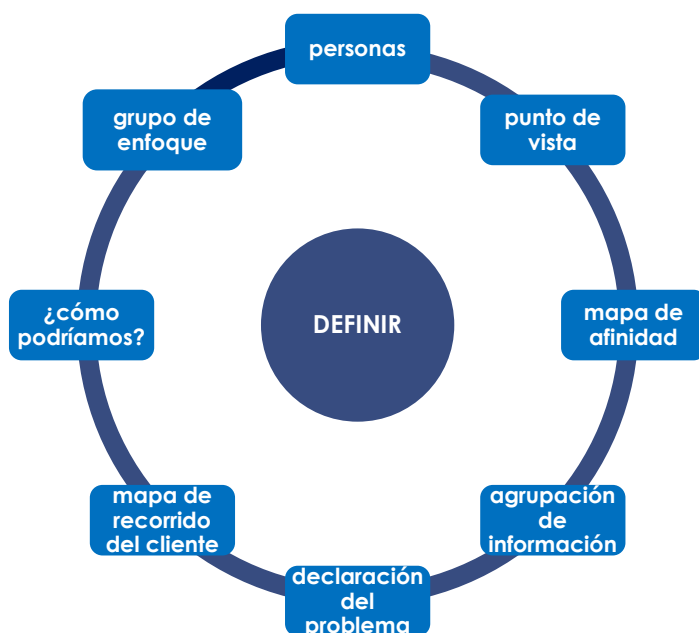 personas
punto de
vista
mapa de
afinidad
agrupación
de
información
declaración
del
problema
mapa de
recorrido
del cliente
¿cómo
podríamos?
grupo de
enfoque
DEFINIR